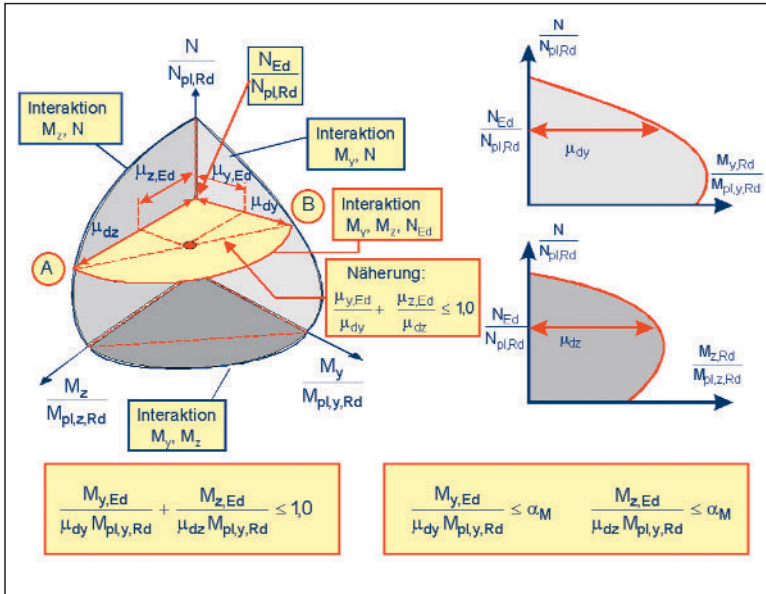 N
N_pl,Rd
N_Ed
N_pl,Rd
Interaktion
M_z, N
Interaktion
M_y, N
μ_z,Ed
μ_y,Ed
μ_dz
μ_dy
A
B
Interaktion
M_y, M_z, N_Ed
Näherung:
μ_y,Ed / μ_dy + μ_z,Ed / μ_dz ≤ 1,0
M_z
M_pl,z,Rd
M_y
M_pl,y,Rd
Interaktion
M_y, M_z
N
N_pl,Rd
N_Ed
N_pl,Rd
μ_dy
M_y,Rd
M_pl,y,Rd
N
N_pl,Rd
N_Ed
N_pl,Rd
μ_dz
M_z,Rd
M_pl,z,Rd
M_y,Ed / μ_dy M_pl,y,Rd + M_z,Ed / μ_dz M_pl,y,Rd ≤ 1,0
M_y,Ed / μ_dy M_pl,y,Rd ≤ α_M M_z,Ed / μ_dz M_pl,y,Rd ≤ α_M